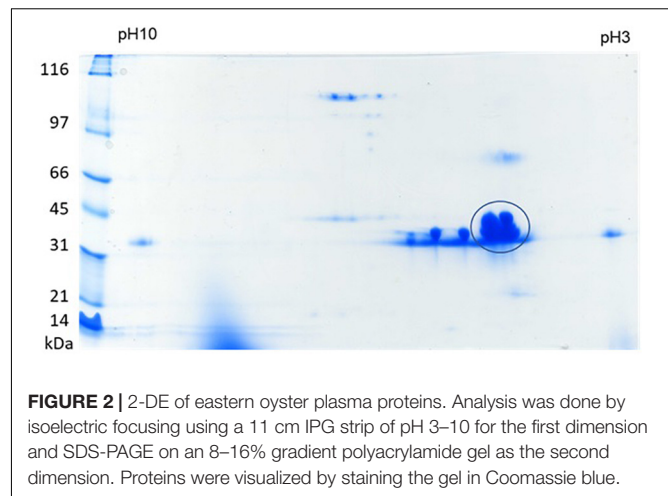 pH10
pH3
116
97
66
45
31
21
14
kDa
FIGURE 2 | 2-DE of eastern oyster plasma proteins. Analysis was done by
isoelectric focusing using a 11 cm IPG strip of pH 3–10 for the first dimension
and SDS-PAGE on an 8–16% gradient polyacrylamide gel as the second
dimension. Proteins were visualized by staining the gel in Coomassie blue.